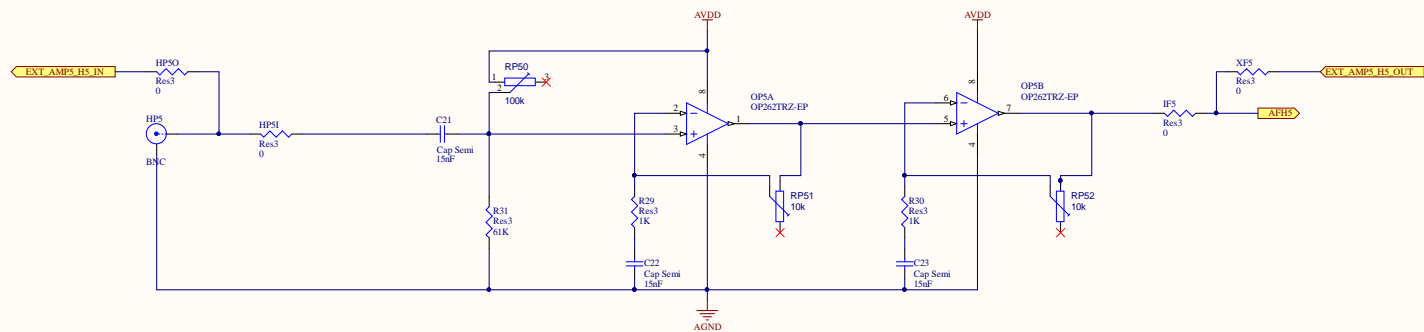 AVDD
AVDD
EXT_AMP5_H5_IN
HP5O
Res3
0
1
2
3
RP50
100k
8
OP5A
OP262TRZ-EP
8
OP5B
OP262TRZ-EP
XF5
Res3
0
EXT_AMP5_H5_OUT
HP5
BNC
HP5I
Res3
0
C21
Cap Semi
15nF
2
3
1
4
6
5
7
4
IF5
Res3
0
AFH5
R31
Res3
61K
R29
Res3
1K
RP51
10k
R30
Res3
1K
RP52
10k
C22
Cap Semi
15nF
C23
Cap Semi
15nF
AGND